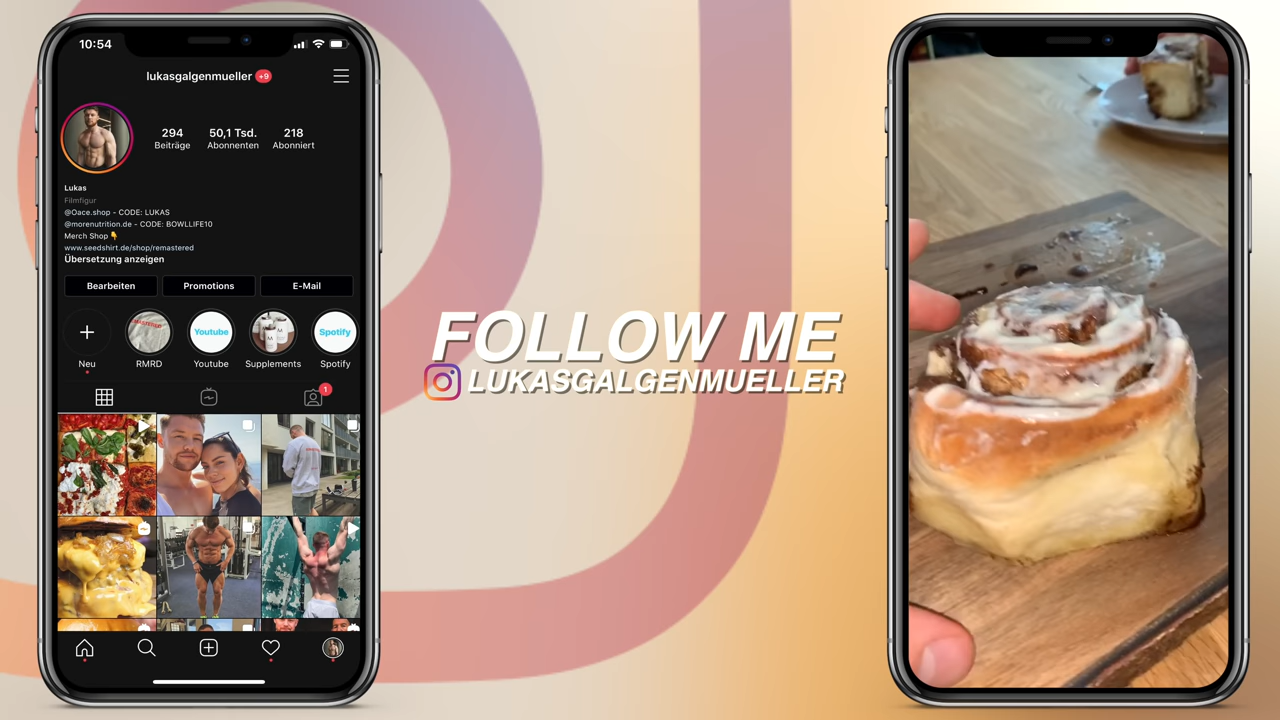 10:54
lukasgalgenmueller +9
294
50,1 Tsd.
218
Beiträge
Abonnenten
Abonniert
Lukas
Filmfigur
@Oace.shop - CODE: LUKAS
@morenutrition.de - CODE: BOWLLIFE10
Merch Shop 👇
www.seedshirt.de/shop/remastered
Übersetzung anzeigen
Bearbeiten
Promotions
E-Mail
Youtube
Spotify
Neu
RMRD
Youtube
Supplements
Spotify
1
FOLLOW ME
LUKASGALGENMUELLER